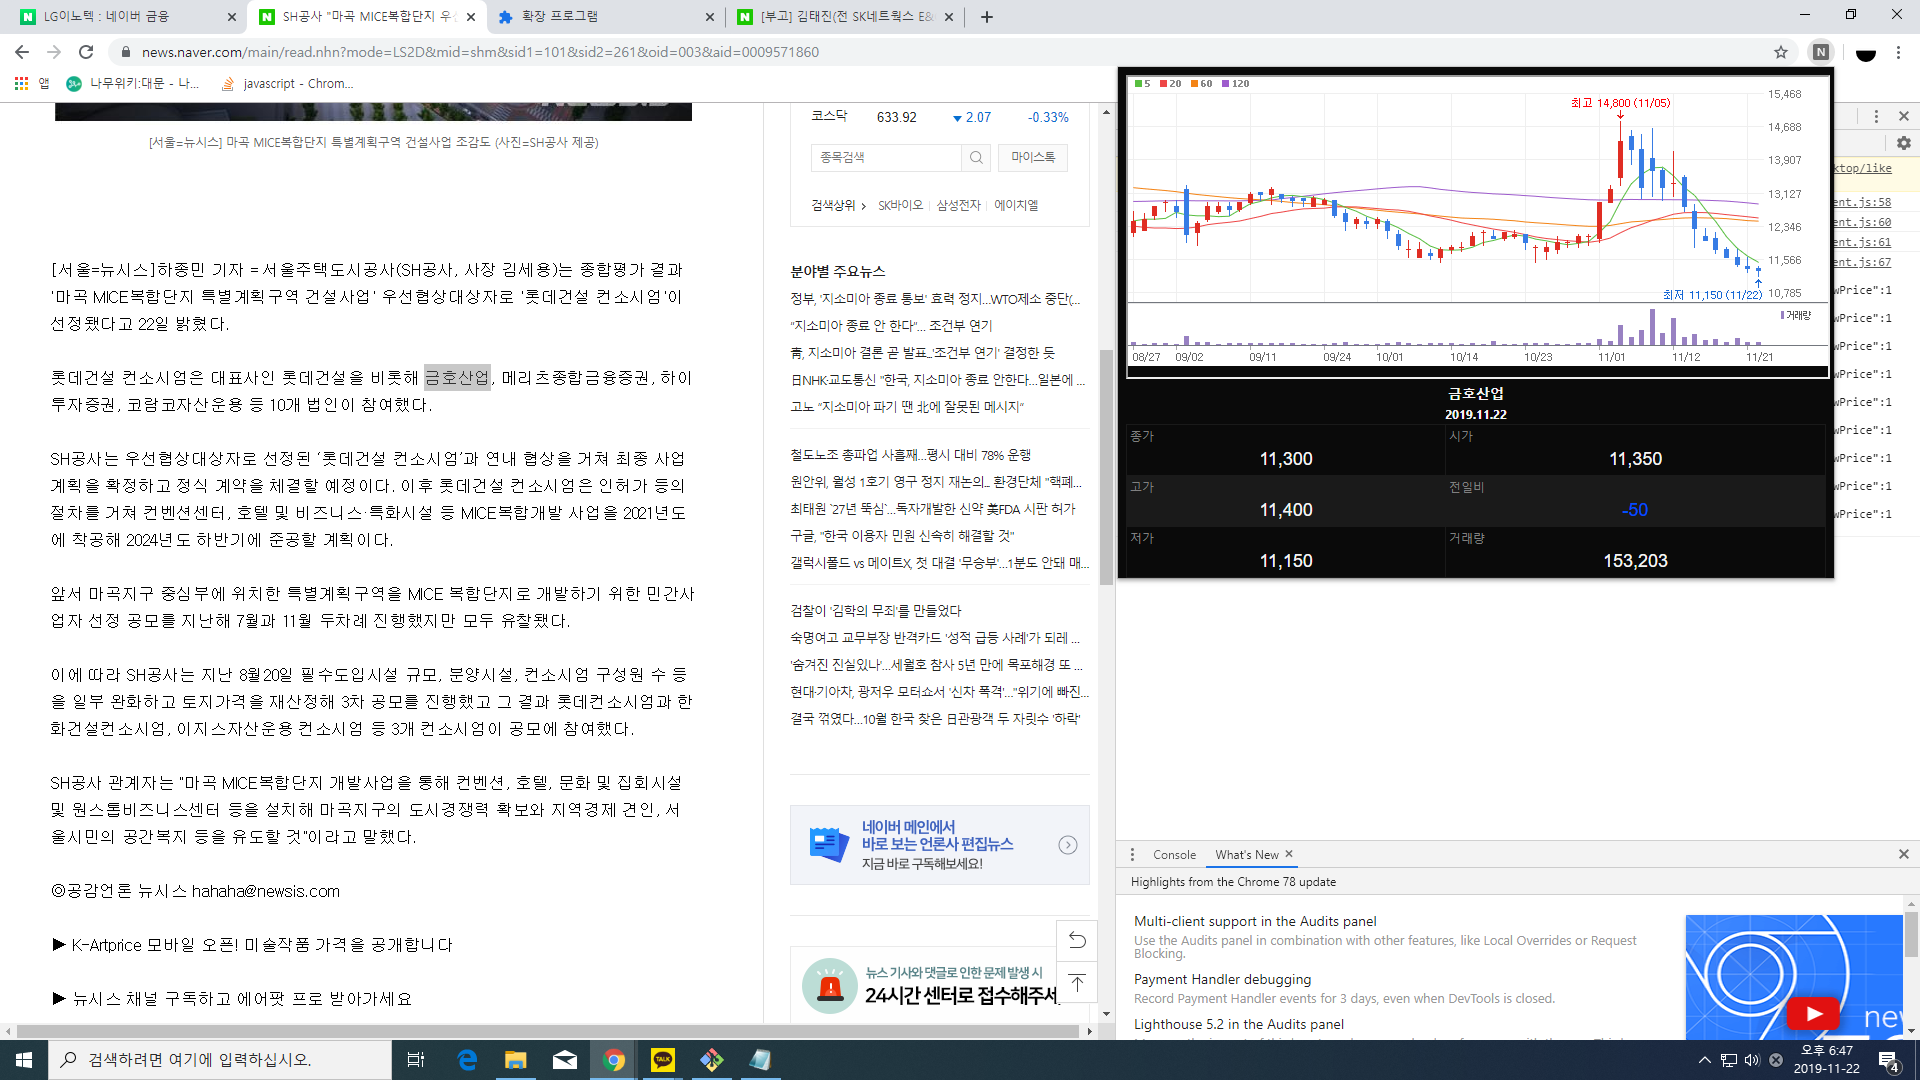 LG이노텍 : 네이버 금융
SH공사 "마곡 MICE복합단지 우선
확장 프로그램
[부고] 김태진(전 SK네트웍스 E&
news.naver.com/main/read.nhn?mode=LS2D&mid=shm&sid1=101&sid2=261&oid=003&aid=0009571860
앱
나무위키:대문 - 나...
javascript - Chrom...
[서울=뉴시스] 마곡 MICE복합단지 특별계획구역 건설사업 조감도 (사진=SH공사 제공)
[서울=뉴시스]하종민 기자 = 서울주택도시공사(SH공사, 사장 김세용)는 종합평가 결과
'마곡 MICE복합단지 특별계획구역 건설사업' 우선협상대상자로 '롯데건설 컨소시엄'이
선정됐다고 22일 밝혔다.
롯데건설 컨소시엄은 대표사인 롯데건설을 비롯해 금호산업, 메리츠종합금융증권, 하이
투자증권, 코람코자산운용 등 10개 법인이 참여했다.
SH공사는 우선협상대상자로 선정된 '롯데건설 컨소시엄'과 연내 협상을 거쳐 최종 사업
계획을 확정하고 정식 계약을 체결할 예정이다. 이후 롯데건설 컨소시엄은 인허가 등의
절차를 거쳐 컨벤션센터, 호텔 및 비즈니스·특화시설 등 MICE복합개발 사업을 2021년도
에 착공해 2024년도 하반기에 준공할 계획이다.
앞서 마곡지구 중심부에 위치한 특별계획구역을 MICE 복합단지로 개발하기 위한 민간사
업자 선정 공모를 지난해 7월과 11월 두차례 진행했지만 모두 유찰됐다.
이에 따라 SH공사는 지난 8월20일 필수도입시설 규모, 분양시설, 컨소시엄 구성원 수 등
을 일부 완화하고 토지가격을 재산정해 3차 공모를 진행했고 그 결과 롯데컨소시엄과 한
화건설컨소시엄, 이지스자산운용 컨소시엄 등 3개 컨소시엄이 공모에 참여했다.
SH공사 관계자는 "마곡 MICE복합단지 개발사업을 통해 컨벤션, 호텔, 문화 및 집회시설
및 원스톱비즈니스센터 등을 설치해 마곡지구의 도시경쟁력 확보와 지역경제 견인, 서
울시민의 공간복지 등을 유도할 것"이라고 말했다.
◎공감언론 뉴시스 hahaha@newsis.com
▶ K-Artprice 모바일 오픈! 미술작품 가격을 공개합니다
▶ 뉴시스 채널 구독하고 에어팟 프로 받아가세요
코스닥 633.92 ▼ 2.07 -0.33%
종목검색
마이스톡
검색상위 > SK바이오 삼성전자 에이치엘
분야별 주요뉴스
정부, '지소미아 종료 통보' 효력 정지...WTO제소 중단(...
"지소미아 종료 안 한다"... 조건부 연기
靑, 지소미아 결론 곧 발표...'조건부 연기' 결정한 듯
日NHK·교도통신 "한국, 지소미아 종료 안한다...일본에 ...
고노 "지소미아 파기 땐 北에 잘못된 메시지"
철도노조 총파업 사흘째...평시 대비 78% 운행
원안위, 월성 1호기 영구 정지 재논의... 환경단체 "핵폐...
최태원 `27년 뚝심`...독자개발한 신약 美FDA 시판 허가
구글, "한국 이용자 민원 신속히 해결할 것"
갤럭시폴드 vs 메이트X, 첫 대결 '무승부'...1분도 안돼 매...
검찰이 '김학의 무죄'를 만들었다
숙명여고 교무부장 반격카드 '성적 급등 사례'가 되레 ...
'숨겨진 진실있나'...세월호 참사 5년 만에 목포해경 또 ...
현대·기아차, 광저우 모터쇼서 '신차 폭격'..."위기에 빠진...
결국 꺾였다...10월 한국 찾은 日관광객 두 자릿수 '하락'
네이버 메인에서
바로 보는 언론사 편집뉴스
지금 바로 구독해보세요!
뉴스 기사와 댓글로 인한 문제 발생 시
24시간 센터로 접수해주세
5 20 60 120
최고 14,800 (11/05)
15,468
14,688
13,907
13,127
12,346
11,566
10,785
최저 11,150 (11/22)
거래량
08/27 09/02 09/11 09/24 10/01 10/14 10/23 11/01 11/12 11/21
금호산업
2019.11.22
종가 11,300
시가 11,350
고가 11,400
전일비 -50
저가 11,150
거래량 153,203
ktop/like
ent.js:58
ent.js:60
ent.js:61
ent.js:67
wPrice":1
wPrice":1
wPrice":1
wPrice":1
wPrice":1
wPrice":1
wPrice":1
wPrice":1
wPrice":1
Console
What's New
Highlights from the Chrome 78 update
Multi-client support in the Audits panel
Use the Audits panel in combination with other features, like Local Overrides or Request
Blocking.
Payment Handler debugging
Record Payment Handler events for 3 days, even when DevTools is closed.
Lighthouse 5.2 in the Audits panel
new
검색하려면 여기에 입력하십시오.
TALK
오후 6:47
2019-11-22
4